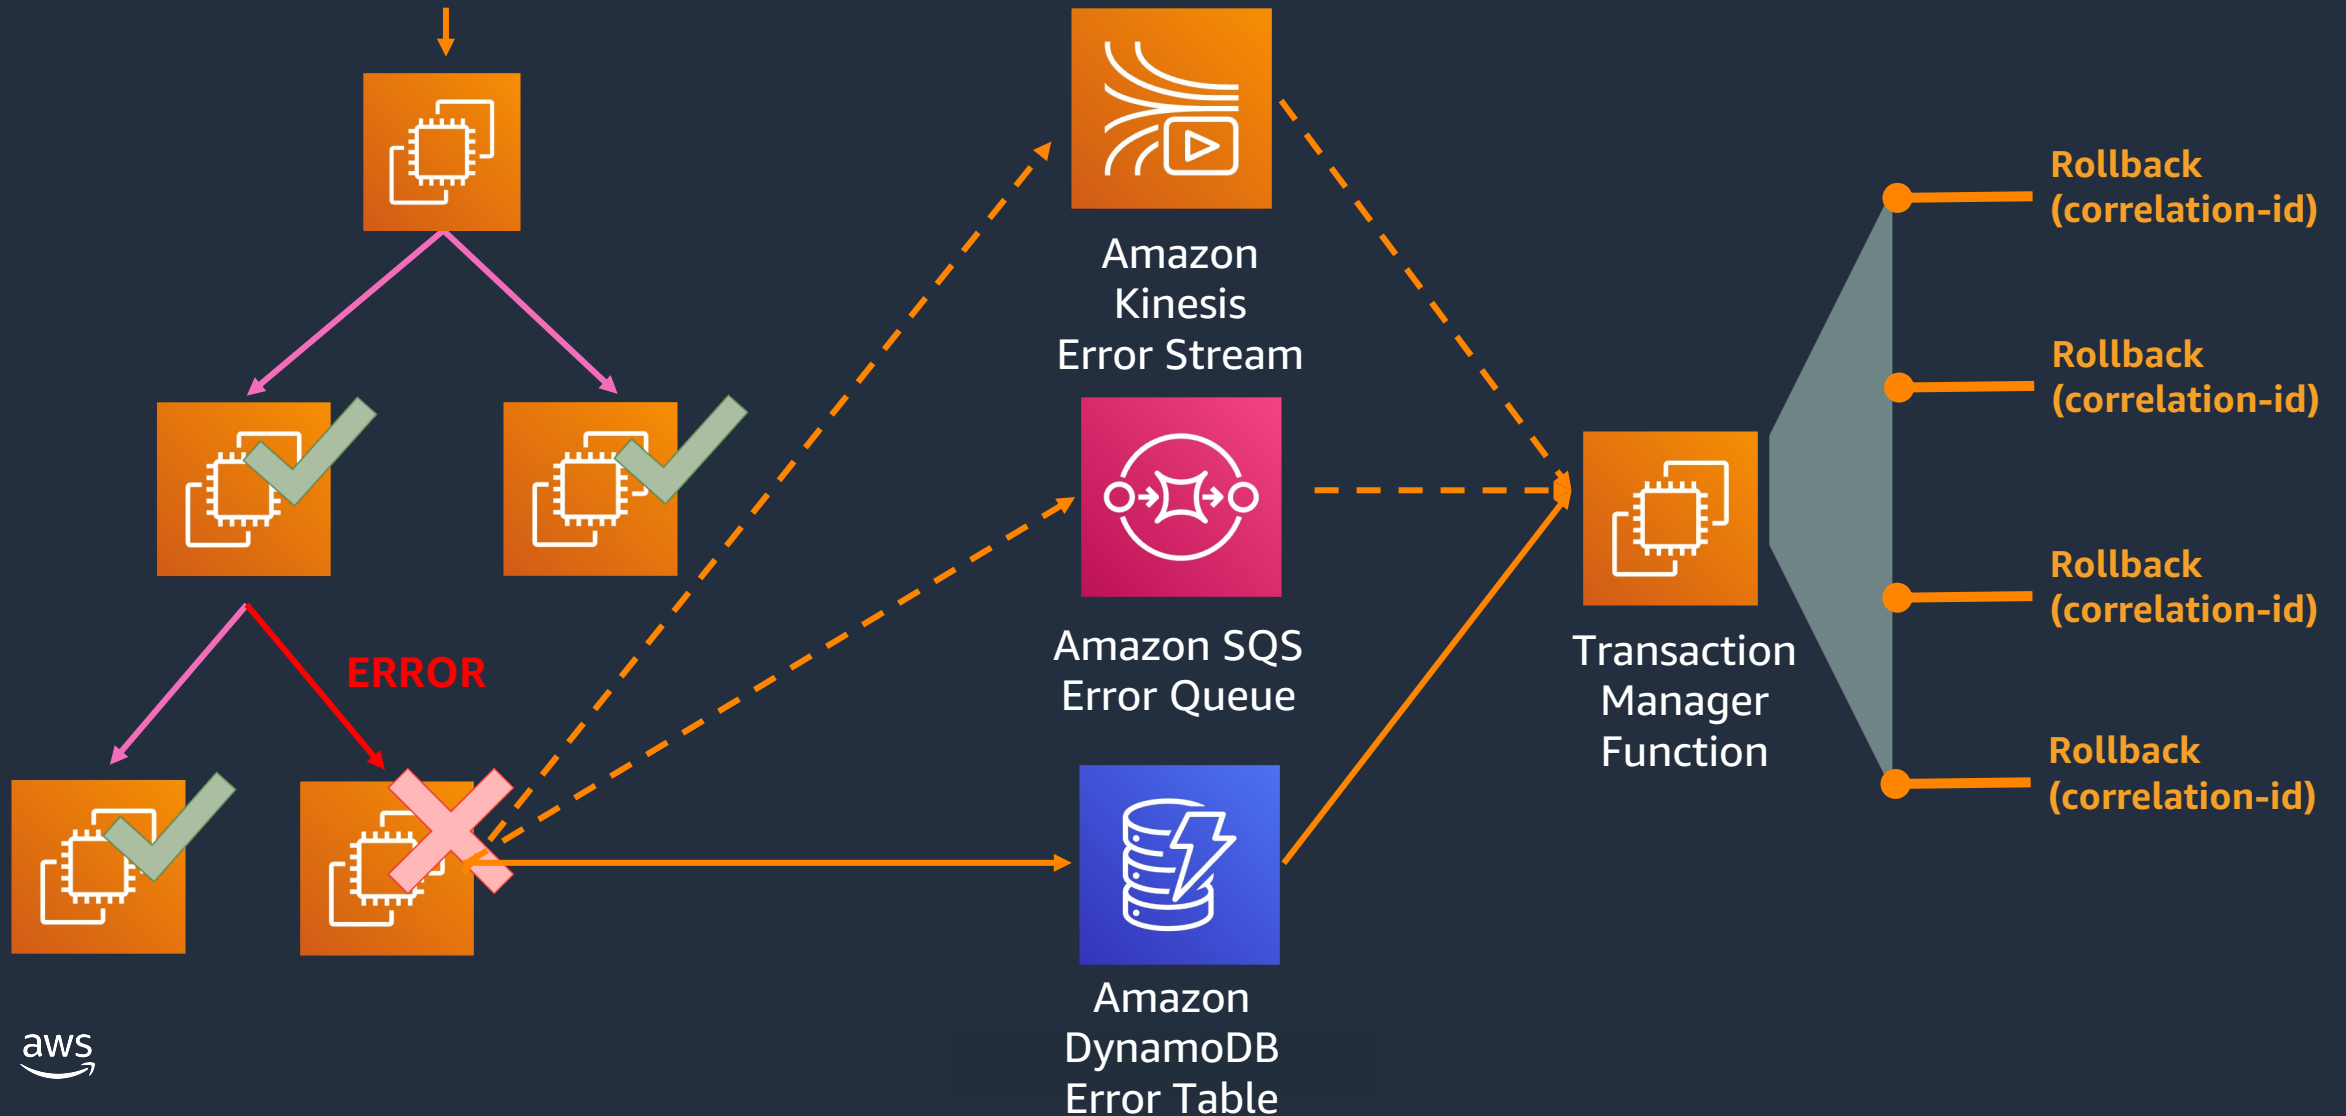 Amazon
Kinesis
Error Stream
Rollback
(correlation-id)
Rollback
(correlation-id)
ERROR
Amazon SQS
Error Queue
Transaction
Manager
Function
Rollback
(correlation-id)
Rollback
(correlation-id)
Amazon
DynamoDB
Error Table
aws